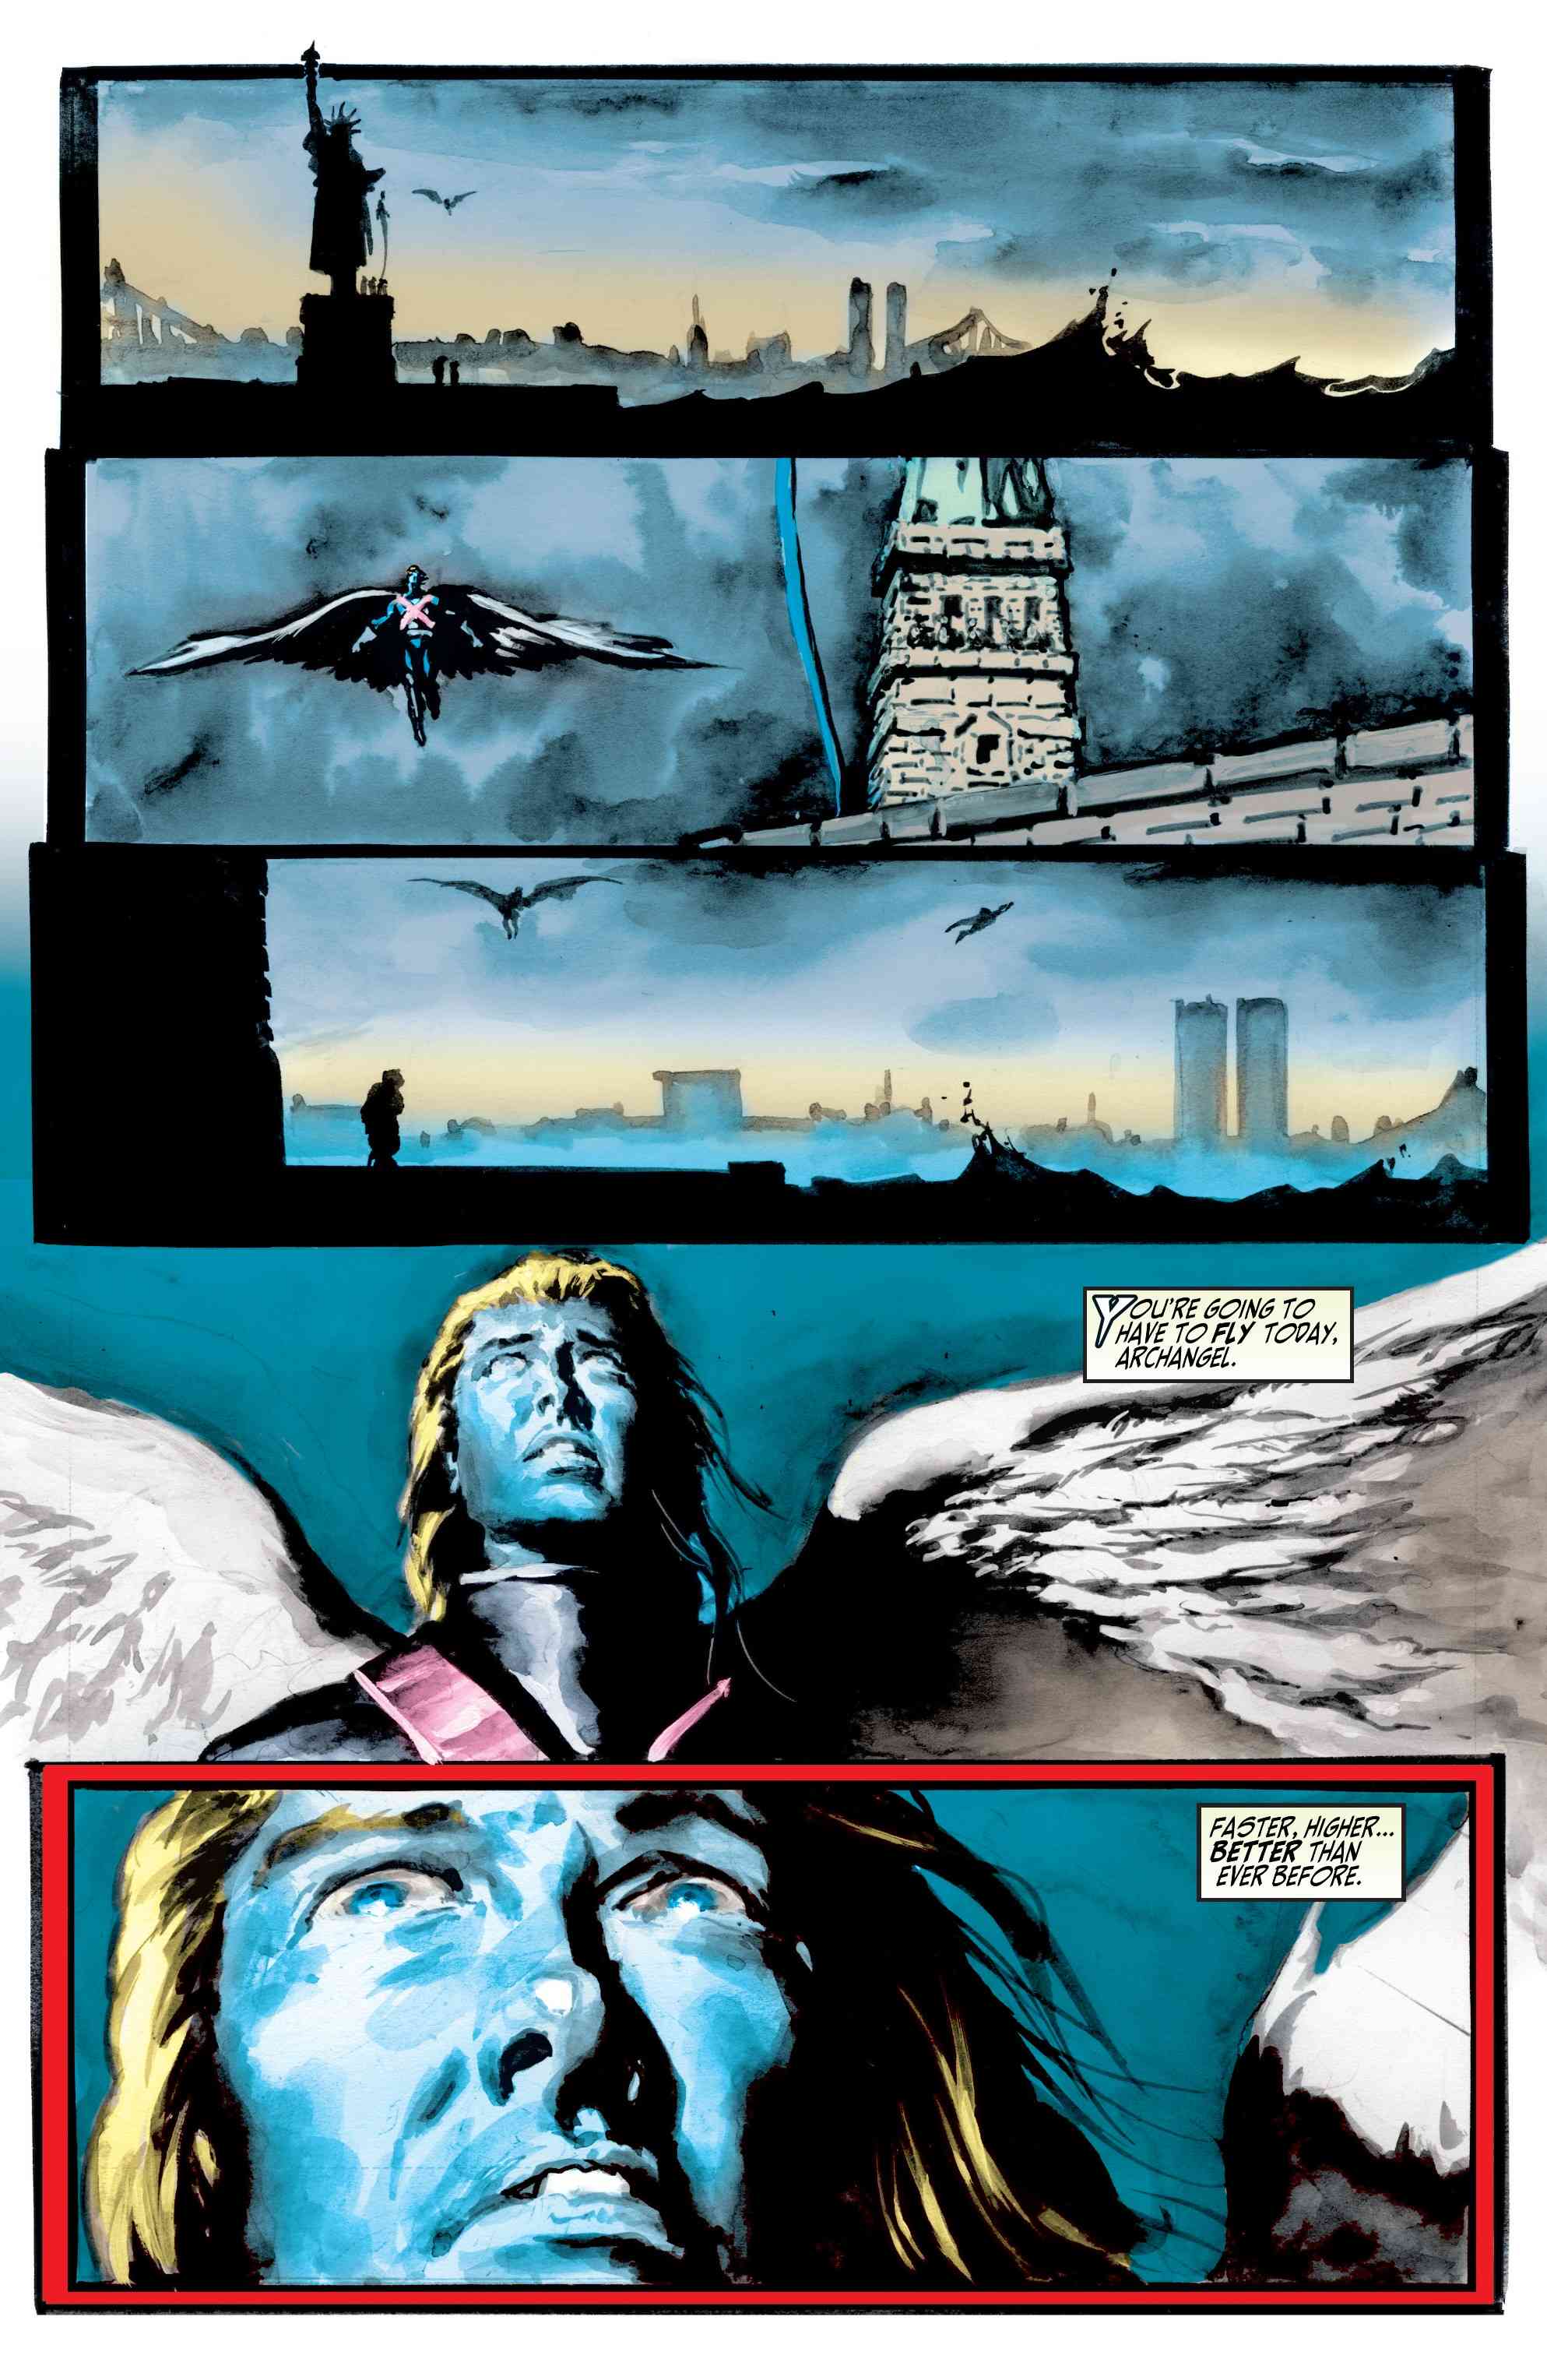 YOU'RE GOING TO
HAVE TO FLY TODAY,
ARCHANGEL.
FASTER, HIGHER...
BETTER THAN
EVER BEFORE.